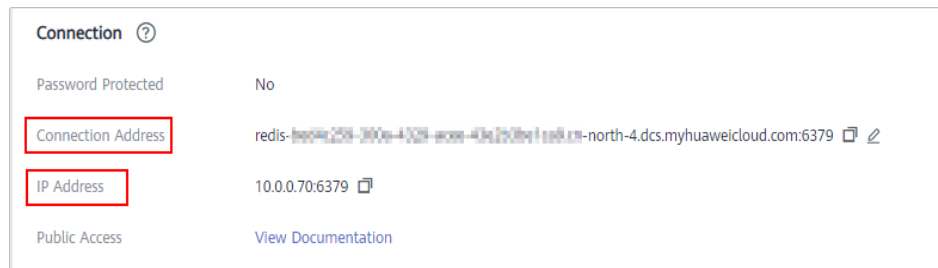 Connection ?
Password Protected No
Connection Address redis- -north-4.dcs.myhuaweicloud.com:6379
IP Address 10.0.0.70:6379
Public Access View Documentation